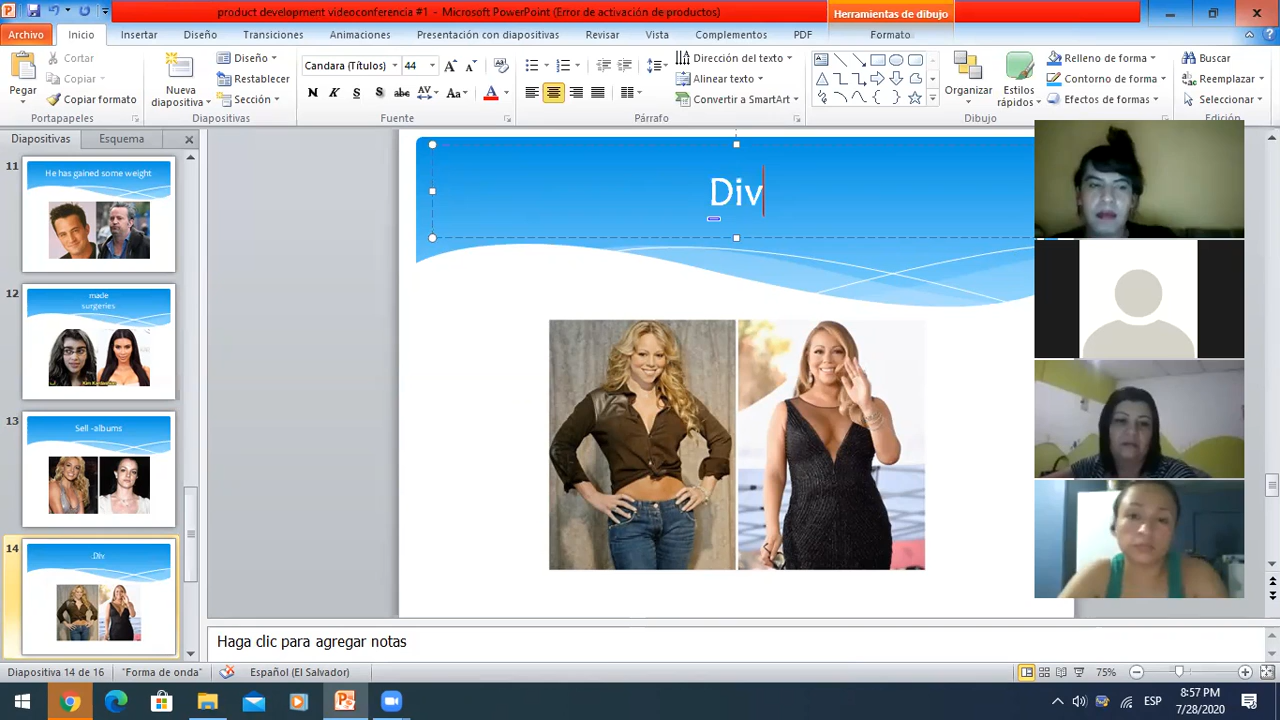 product development videoconferencia #1 - Microsoft PowerPoint (Error de activación de productos)
Herramientas de dibujo
Archivo Inicio Insertar Diseño Transiciones Animaciones Presentación con diapositivas Revisar Vista Complementos PDF Formato
Pegar
Cortar
Copiar
Copiar formato
Portapapeles
Nueva diapositiva
Diseño
Restablecer
Sección
Diapositivas
Candara (Títulos) 44
N K S S abc AV Aa A
Fuente
Dirección del texto
Alinear texto
Convertir a SmartArt
Párrafo
Organizar
Estilos rápidos
Relleno de forma
Contorno de forma
Efectos de formas
Dibujo
Buscar
Reemplazar
Seleccionar
Edición
Diapositivas Esquema
11
He has gained some weight
12
made
surgeries
Kim Kardashian
13
Sell -albums
14
Div
Div
Haga clic para agregar notas
Diapositiva 14 de 16 "Forma de onda" Español (El Salvador) 75%
ESP
8:57 PM
7/28/2020